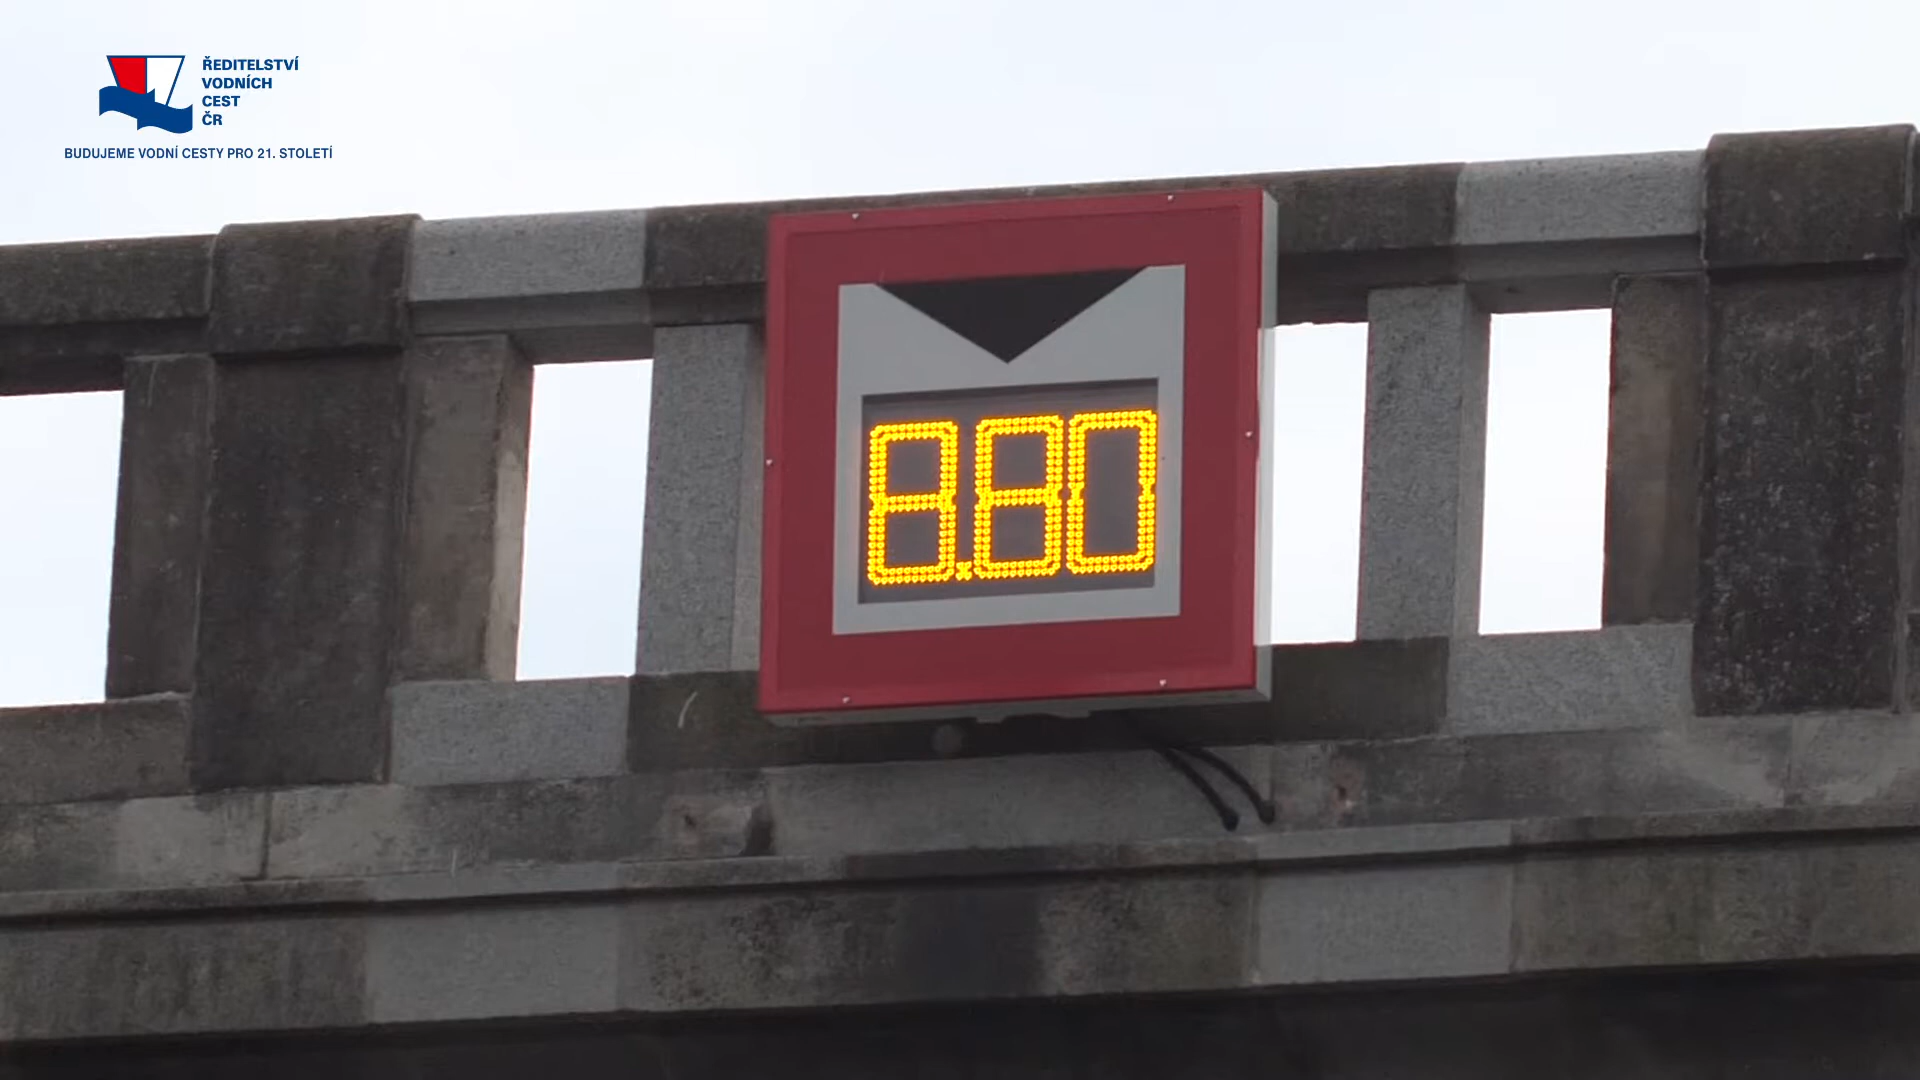 ŘEDITELSTVÍ
VODNÍCH
CEST
ČR
BUDUJEME VODNÍ CESTY PRO 21. STOLETÍ
8.80